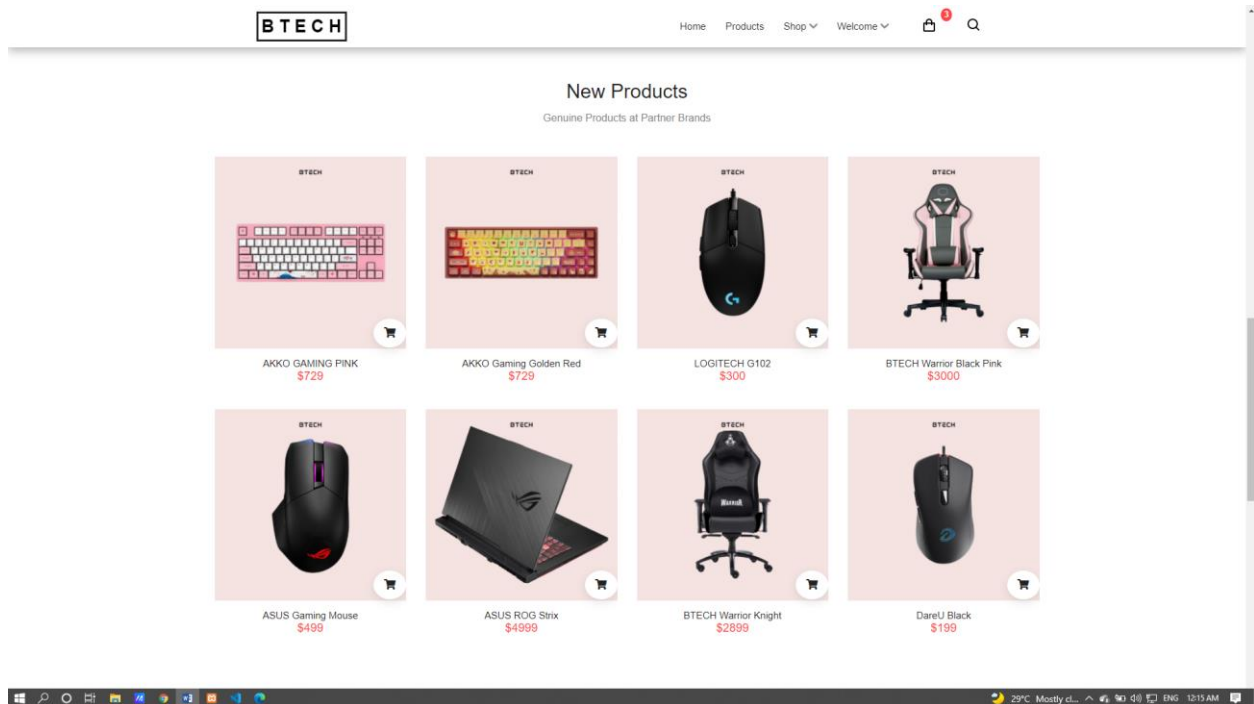 BTECH
Home Products Shop Welcome 3
New Products
Genuine Products at Partner Brands
BTECH BTECH BTECH BTECH
AKKO GAMING PINK AKKO Gaming Golden Red LOGITECH G102 BTECH Warrior Black Pink
$729 $729 $300 $3000
BTECH BTECH BTECH BTECH
WARRIOR
ASUS Gaming Mouse ASUS ROG Strix BTECH Warrior Knight DareU Black
$499 $4999 $2899 $199
29°C Mostly cl... ENG 12:15 AM